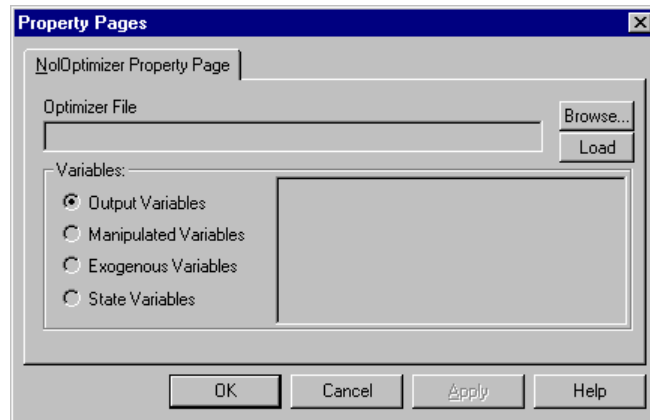 Property Pages
NolOptimizer Property Page
Optimizer File
Browse...
Load
Variables:
Output Variables
Manipulated Variables
Exogenous Variables
State Variables
OK
Cancel
Apply
Help